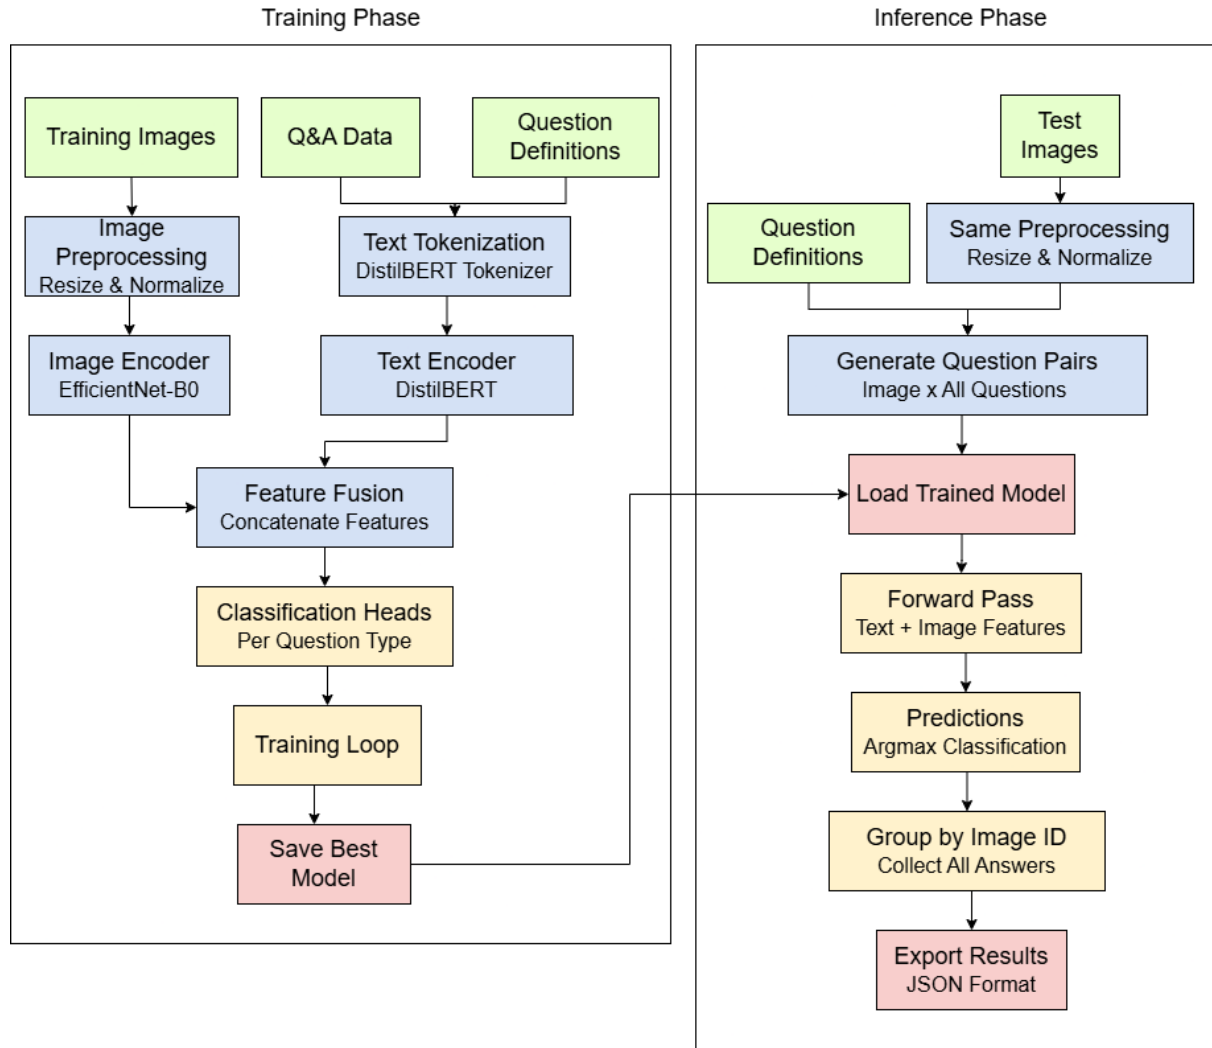 Training Phase
Training Images
Q&A Data
Question
Definitions
Image
Preprocessing
Resize & Normalize
Text Tokenization
DistilBERT Tokenizer
Image Encoder
EfficientNet-B0
Text Encoder
DistilBERT
Feature Fusion
Concatenate Features
Classification Heads
Per Question Type
Training Loop
Save Best
Model
Inference Phase
Test
Images
Question
Definitions
Same Preprocessing
Resize & Normalize
Generate Question Pairs
Image x All Questions
Load Trained Model
Forward Pass
Text + Image Features
Predictions
Argmax Classification
Group by Image ID
Collect All Answers
Export Results
JSON Format